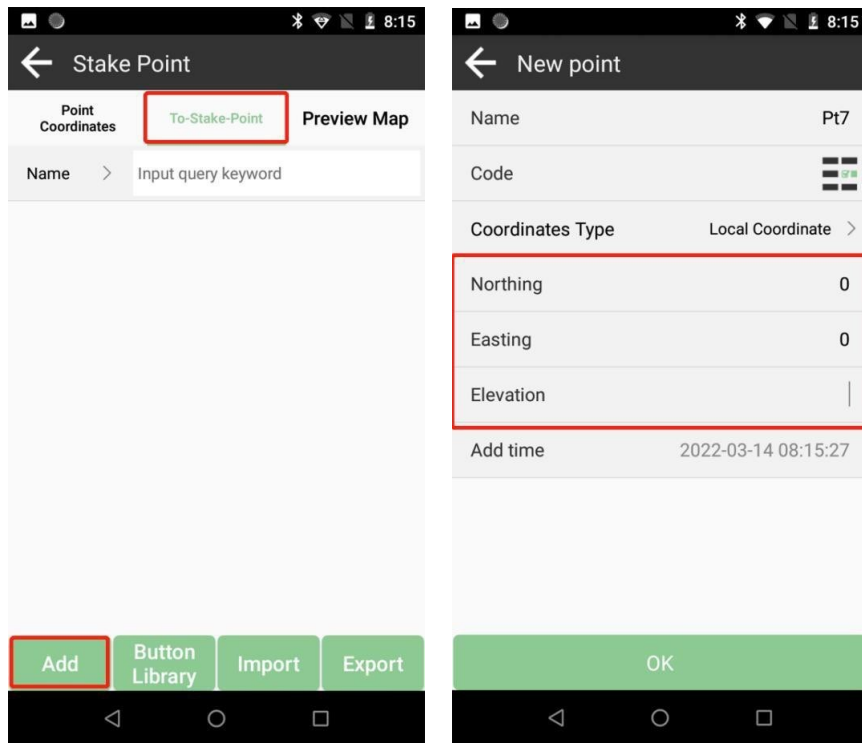 8:15
Stake Point
Point
Coordinates
To-Stake-Point
Preview Map
Name
Input query keyword
Add
Button
Library
Import
Export
8:15
New point
Name
Pt7
Code
Coordinates Type
Local Coordinate
Northing
0
Easting
0
Elevation
Add time
2022-03-14 08:15:27
OK